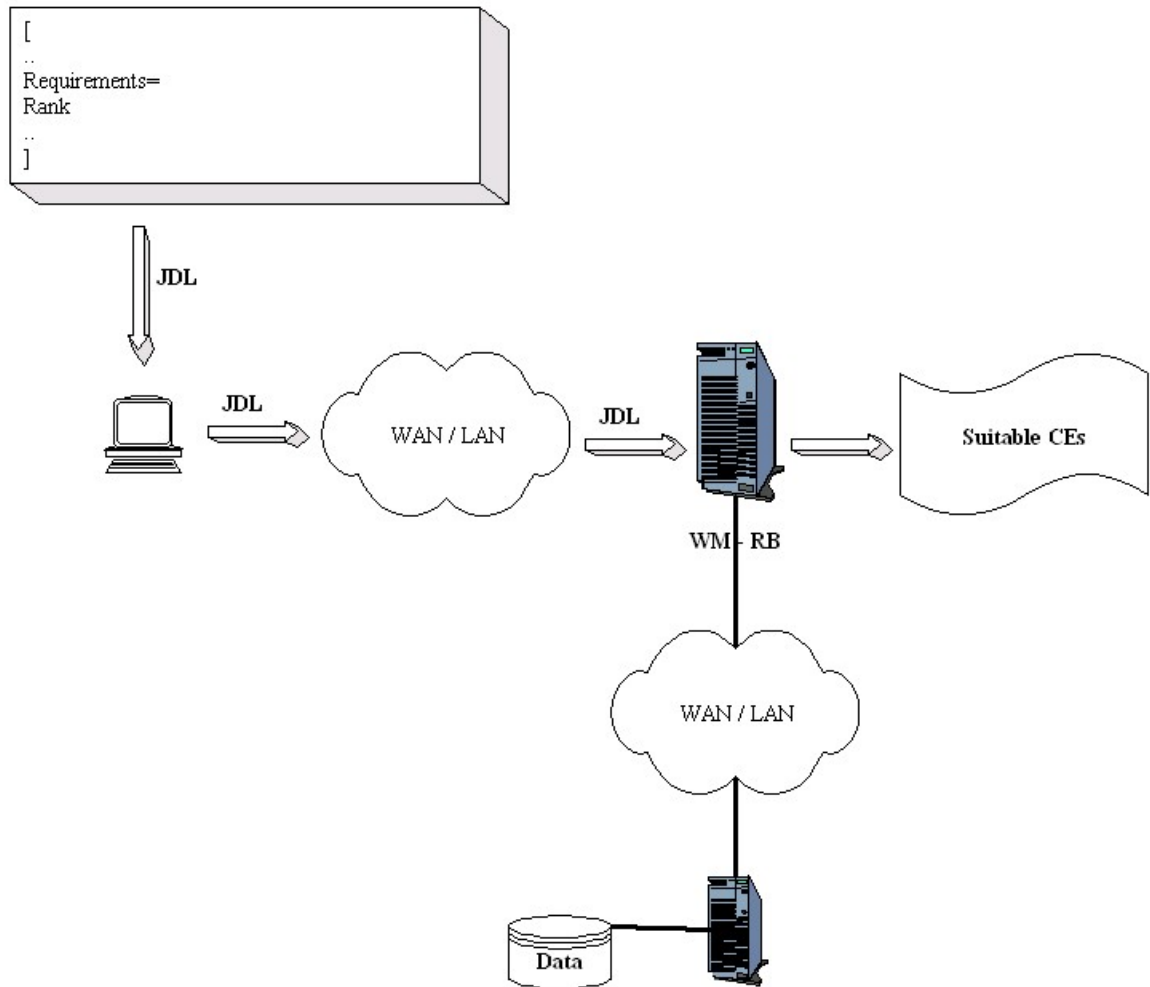 [
..
Requirements=
Rank
..
]
JDL
JDL
WAN / LAN
JDL
Suitable CEs
WM - RB
WAN / LAN
Data